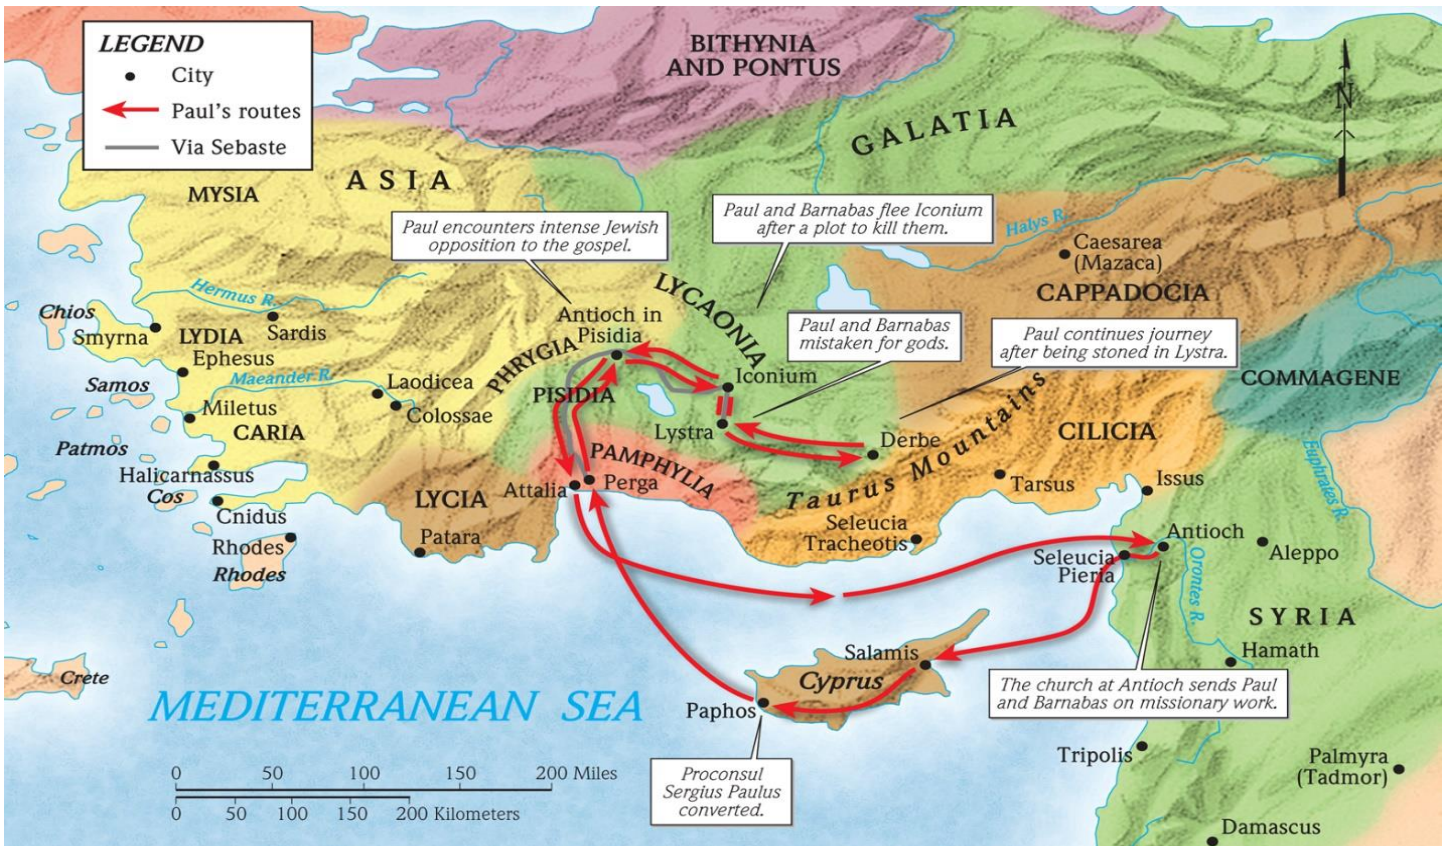 LEGEND
City
Paul's routes
Via Sebaste
BITHYNIA
AND PONTUS
GALATIA
N
ASIA
MYSIA
Paul encounters intense Jewish
opposition to the gospel.
Paul and Barnabas flee Iconium
after a plot to kill them.
Halys R.
Caesarea
(Mazaca)
CAPPADOCIA
LYCAONIA
Hermus R.
Chios
Smyrna
LYDIA
Sardis
Ephesus
Antioch in
Pisidia
PHRYGIA
Paul and Barnabas
mistaken for gods.
Paul continues journey
after being stoned in Lystra.
COMMAGENE
Samos
Maeander R.
Laodicea
Colossae
PISIDIA
Iconium
Miletus
CARIA
Patmos
Lystra
Derbe
Taurus Mountains
CILICIA
Euphrates R.
Halicarnassus
Cos
Cnidus
LYCIA
Attalia
Perga
PAMPHYLIA
Tarsus
Issus
Rhodes
Rhodes
Patara
Seleucia
Tracheotis
Antioch
Seleucia
Pieria
Orontes R.
Aleppo
SYRIA
Hamath
Salamis
Cyprus
Crete
MEDITERRANEAN SEA
Paphos
The church at Antioch sends Paul
and Barnabas on missionary work.
Tripolis
Palmyra
(Tadmor)
Proconsul
Sergius Paulus
converted.
0 50 100 150 200 Miles
0 50 100 150 200 Kilometers
Damascus